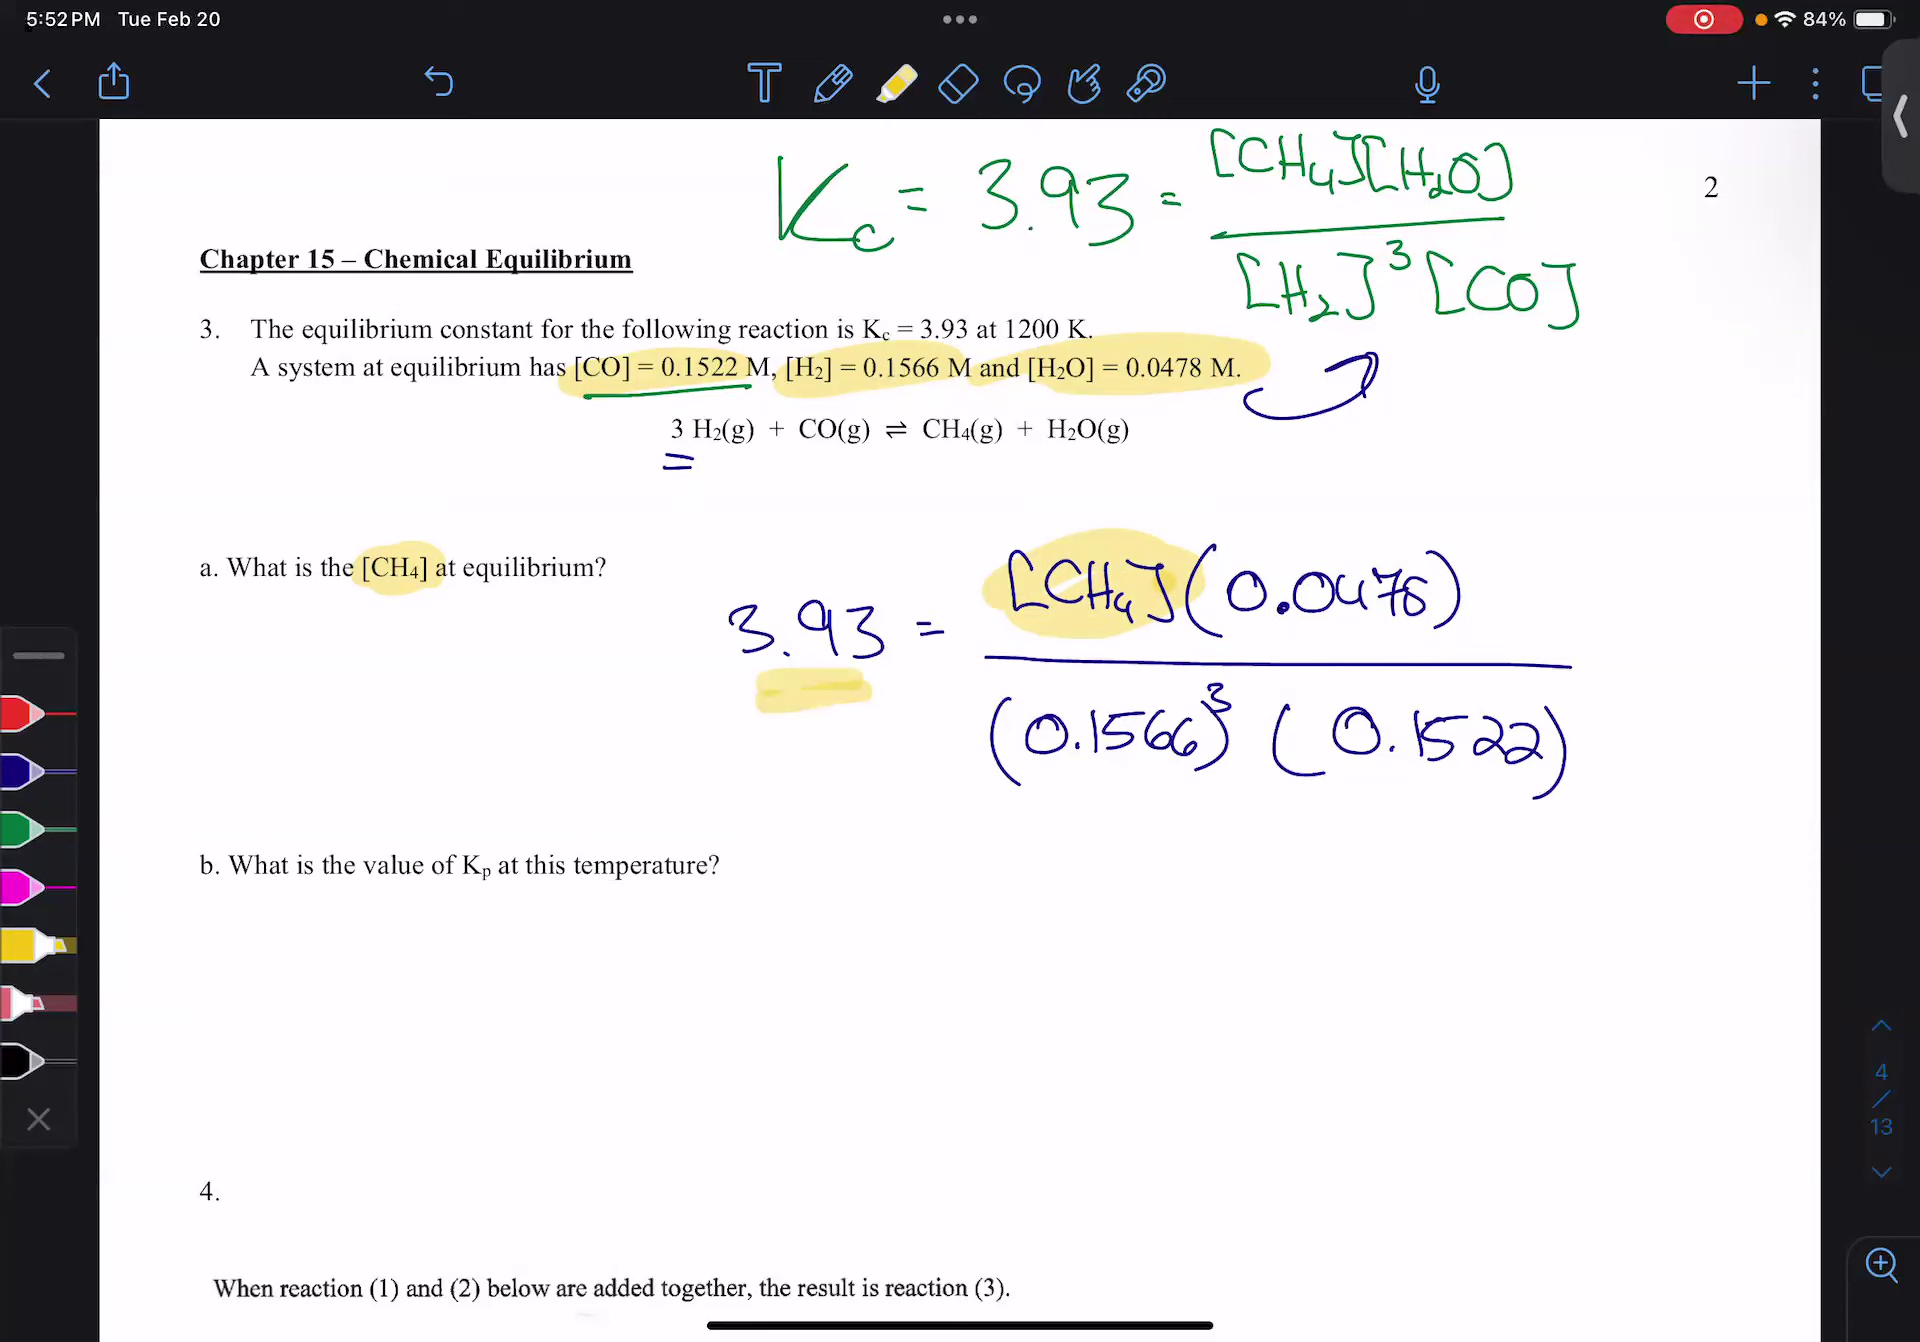 5:52 PM Tue Feb 20
84%
K_c = 3.93 = [CH₄][H₂O] / [H₂]³[CO]
2
Chapter 15 – Chemical Equilibrium
3. The equilibrium constant for the following reaction is K_c = 3.93 at 1200 K.
A system at equilibrium has [CO] = 0.1522 M, [H₂] = 0.1566 M and [H₂O] = 0.0478 M.
3 H₂(g) + CO(g) ⇌ CH₄(g) + H₂O(g)
a. What is the [CH₄] at equilibrium?
3.93 = [CH₄](0.0478) / (0.1566)³ (0.1522)
b. What is the value of K_p at this temperature?
4.
When reaction (1) and (2) below are added together, the result is reaction (3).
4
/
13